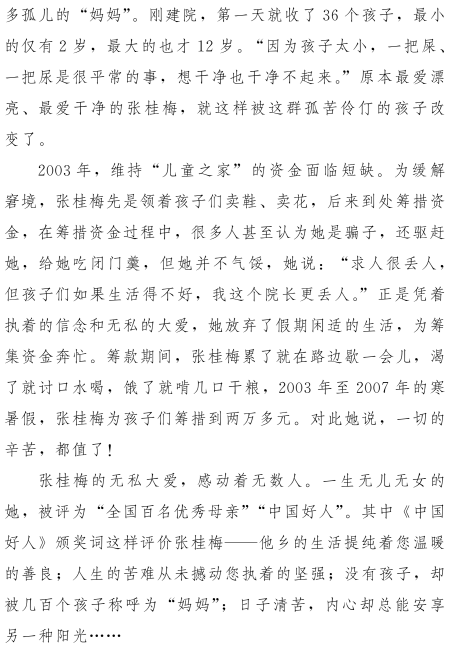 多孤儿的“妈妈”。刚建院，第一天就收了 36 个孩子，最小
的仅有 2 岁，最大的也才 12 岁。“因为孩子太小，一把屎、
一把尿是很平常的事，想干净也干净不起来。”原本最爱漂
亮、最爱干净的张桂梅，就这样被这群孤苦伶仃的孩子改
变了。
2003 年，维持“儿童之家”的资金面临短缺。为缓解
窘境，张桂梅先是领着孩子们卖鞋、卖花，后来到处筹措资
金，在筹措资金过程中，很多人甚至认为她是骗子，还驱赶
她，给她吃闭门羹，但她并不气馁，她说：“求人很丢人，
但孩子们如果生活得不好，我这个院长更丢人。”正是凭着
执着的信念和无私的大爱，她放弃了假期闲适的生活，为筹
集资金奔忙。筹款期间，张桂梅累了就在路边歇一会儿，渴
了就讨口水喝，饿了就啃几口干粮，2003 年至 2007 年的寒
暑假，张桂梅为孩子们筹措到两万多元。对此她说，一切的
辛苦，都值了！
张桂梅的无私大爱，感动着无数人。一生无儿无女的
她，被评为“全国百名优秀母亲”“中国好人”。其中《中国
好人》颁奖词这样评价张桂梅——他乡的生活提纯着您温暖
的善良；人生的苦难从未撼动您执着的坚强；没有孩子，却
被几百个孩子称呼为“妈妈”；日子清苦，内心却总能安享
另一种阳光……